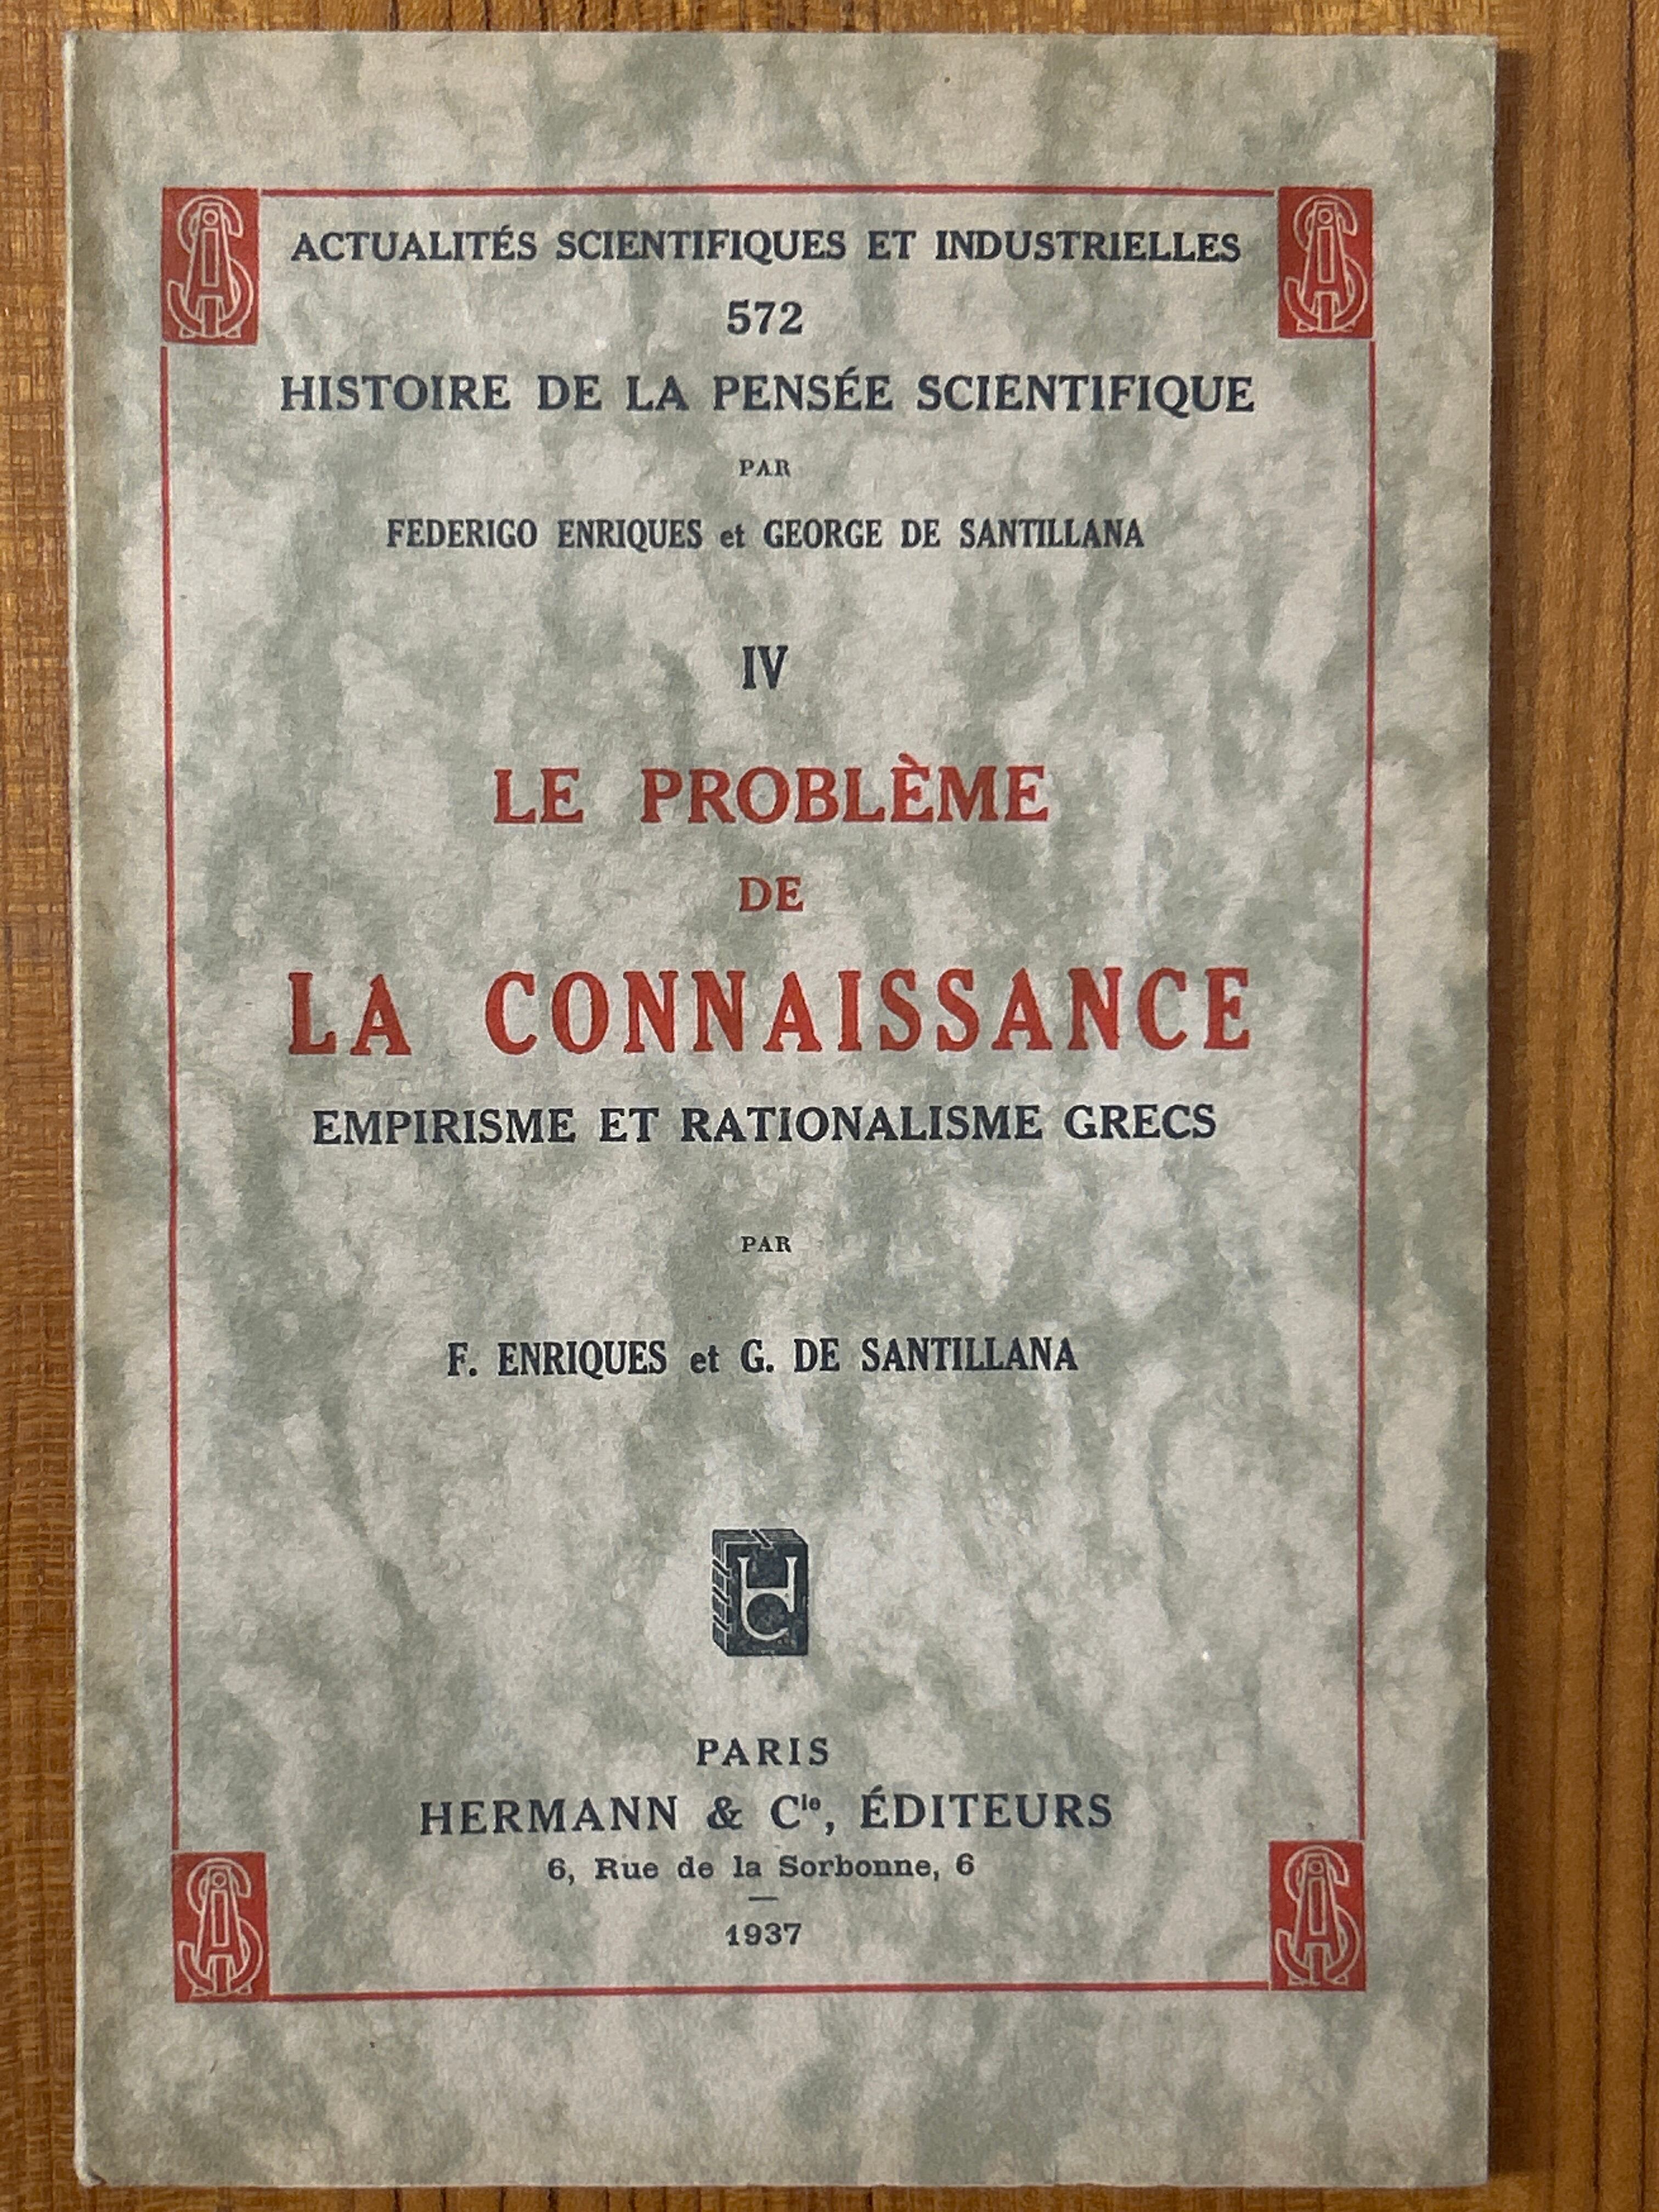 ACTUALITÉS SCIENTIFIQUES ET INDUSTRIELLES
572
HISTOIRE DE LA PENSÉE SCIENTIFIQUE
PAR
FEDERIGO ENRIQUES et GEORGE DE SANTILLANA
IV
LE PROBLÈME
DE
LA CONNAISSANCE
EMPIRISME ET RATIONALISME GRECS
PAR
F. ENRIQUES et G. DE SANTILLANA
PARIS
HERMANN & Cie, ÉDITEURS
6, Rue de la Sorbonne, 6
1937